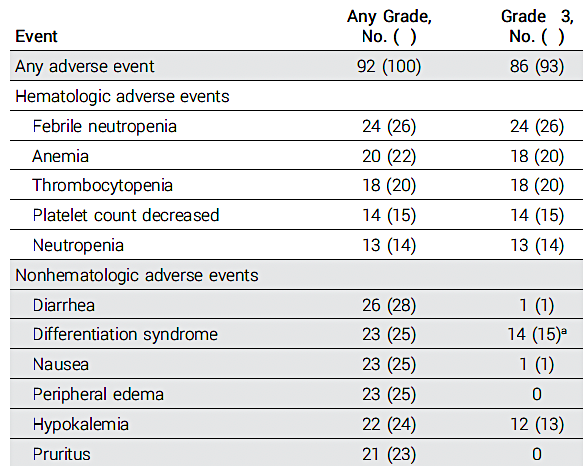 Event Any Grade, No. ( ) Grade 3, No. ( )
Any adverse event 92 (100) 86 (93)
Hematologic adverse events
Febrile neutropenia 24 (26) 24 (26)
Anemia 20 (22) 18 (20)
Thrombocytopenia 18 (20) 18 (20)
Platelet count decreased 14 (15) 14 (15)
Neutropenia 13 (14) 13 (14)
Nonhematologic adverse events
Diarrhea 26 (28) 1 (1)
Differentiation syndrome 23 (25) 14 (15)ᵃ
Nausea 23 (25) 1 (1)
Peripheral edema 23 (25) 0
Hypokalemia 22 (24) 12 (13)
Pruritus 21 (23) 0